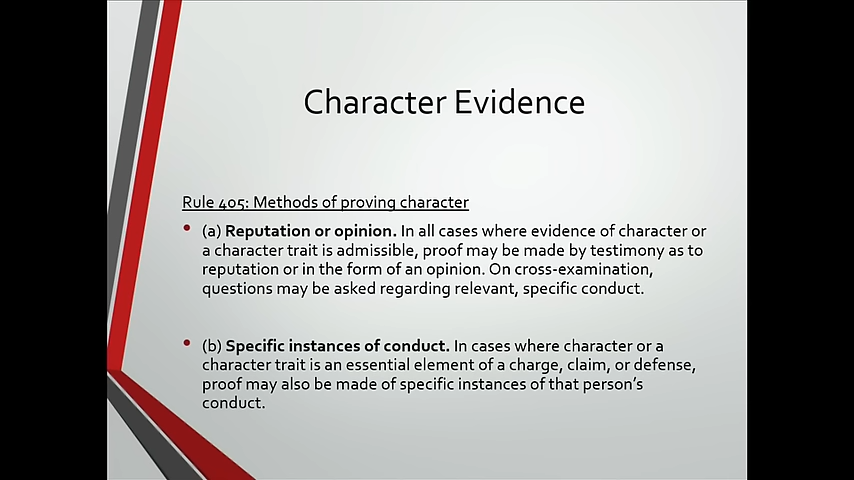 Character Evidence
Rule 405: Methods of proving character
• (a) Reputation or opinion. In all cases where evidence of character or
a character trait is admissible, proof may be made by testimony as to
reputation or in the form of an opinion. On cross-examination,
questions may be asked regarding relevant, specific conduct.
• (b) Specific instances of conduct. In cases where character or a
character trait is an essential element of a charge, claim, or defense,
proof may also be made of specific instances of that person's
conduct.